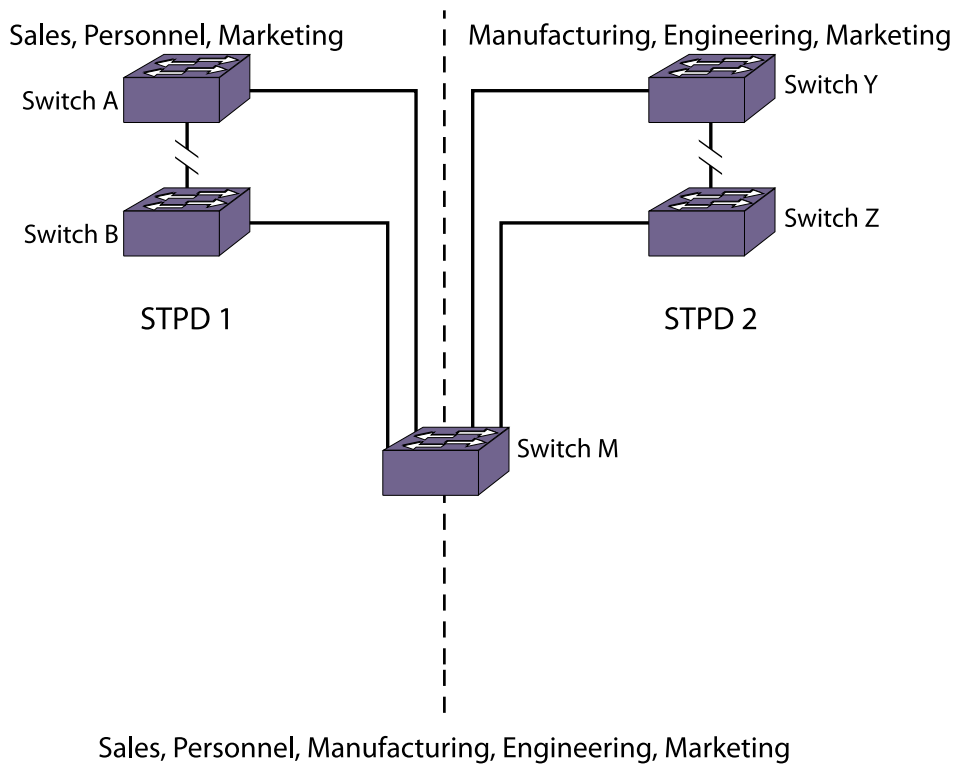 Sales, Personnel, Marketing
Manufacturing, Engineering, Marketing
Switch A
Switch Y
Switch B
Switch Z
STPD 1
STPD 2
Switch M
Sales, Personnel, Manufacturing, Engineering, Marketing